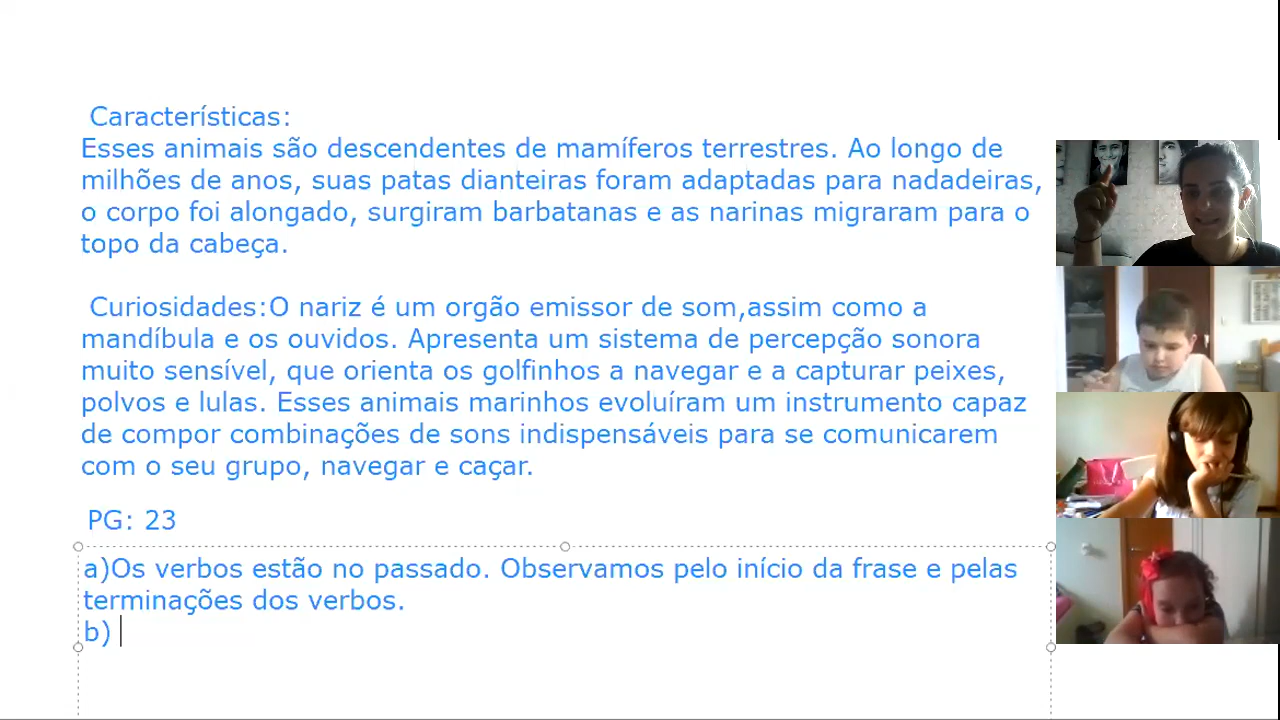 Características:
Esses animais são descendentes de mamíferos terrestres. Ao longo de
milhões de anos, suas patas dianteiras foram adaptadas para nadadeiras,
o corpo foi alongado, surgiram barbatanas e as narinas migraram para o
topo da cabeça.
Curiosidades:O nariz é um orgão emissor de som,assim como a
mandíbula e os ouvidos. Apresenta um sistema de percepção sonora
muito sensível, que orienta os golfinhos a navegar e a capturar peixes,
polvos e lulas. Esses animais marinhos evoluíram um instrumento capaz
de compor combinações de sons indispensáveis para se comunicarem
com o seu grupo, navegar e caçar.
PG: 23
a)Os verbos estão no passado. Observamos pelo início da frase e pelas
terminações dos verbos.
b)